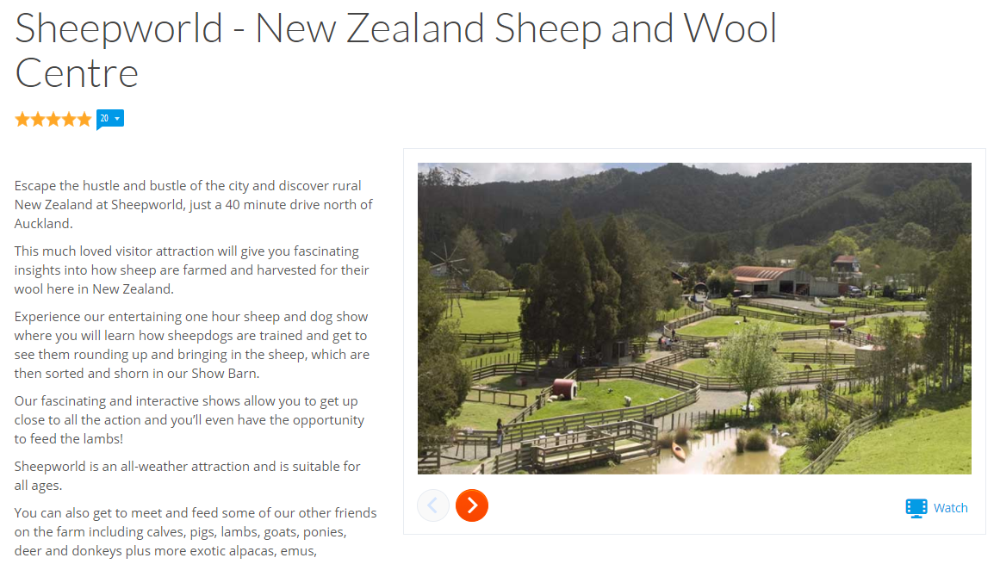 Sheepworld - New Zealand Sheep and Wool
Centre
20
Escape the hustle and bustle of the city and discover rural
New Zealand at Sheepworld, just a 40 minute drive north of
Auckland.
This much loved visitor attraction will give you fascinating
insights into how sheep are farmed and harvested for their
wool here in New Zealand.
Experience our entertaining one hour sheep and dog show
where you will learn how sheepdogs are trained and get to
see them rounding up and bringing in the sheep, which are
then sorted and shorn in our Show Barn.
Our fascinating and interactive shows allow you to get up
close to all the action and you’ll even have the opportunity
to feed the lambs!
Sheepworld is an all-weather attraction and is suitable for
all ages.
You can also get to meet and feed some of our other friends
on the farm including calves, pigs, lambs, goats, ponies,
deer and donkeys plus more exotic alpacas, emus,
Watch